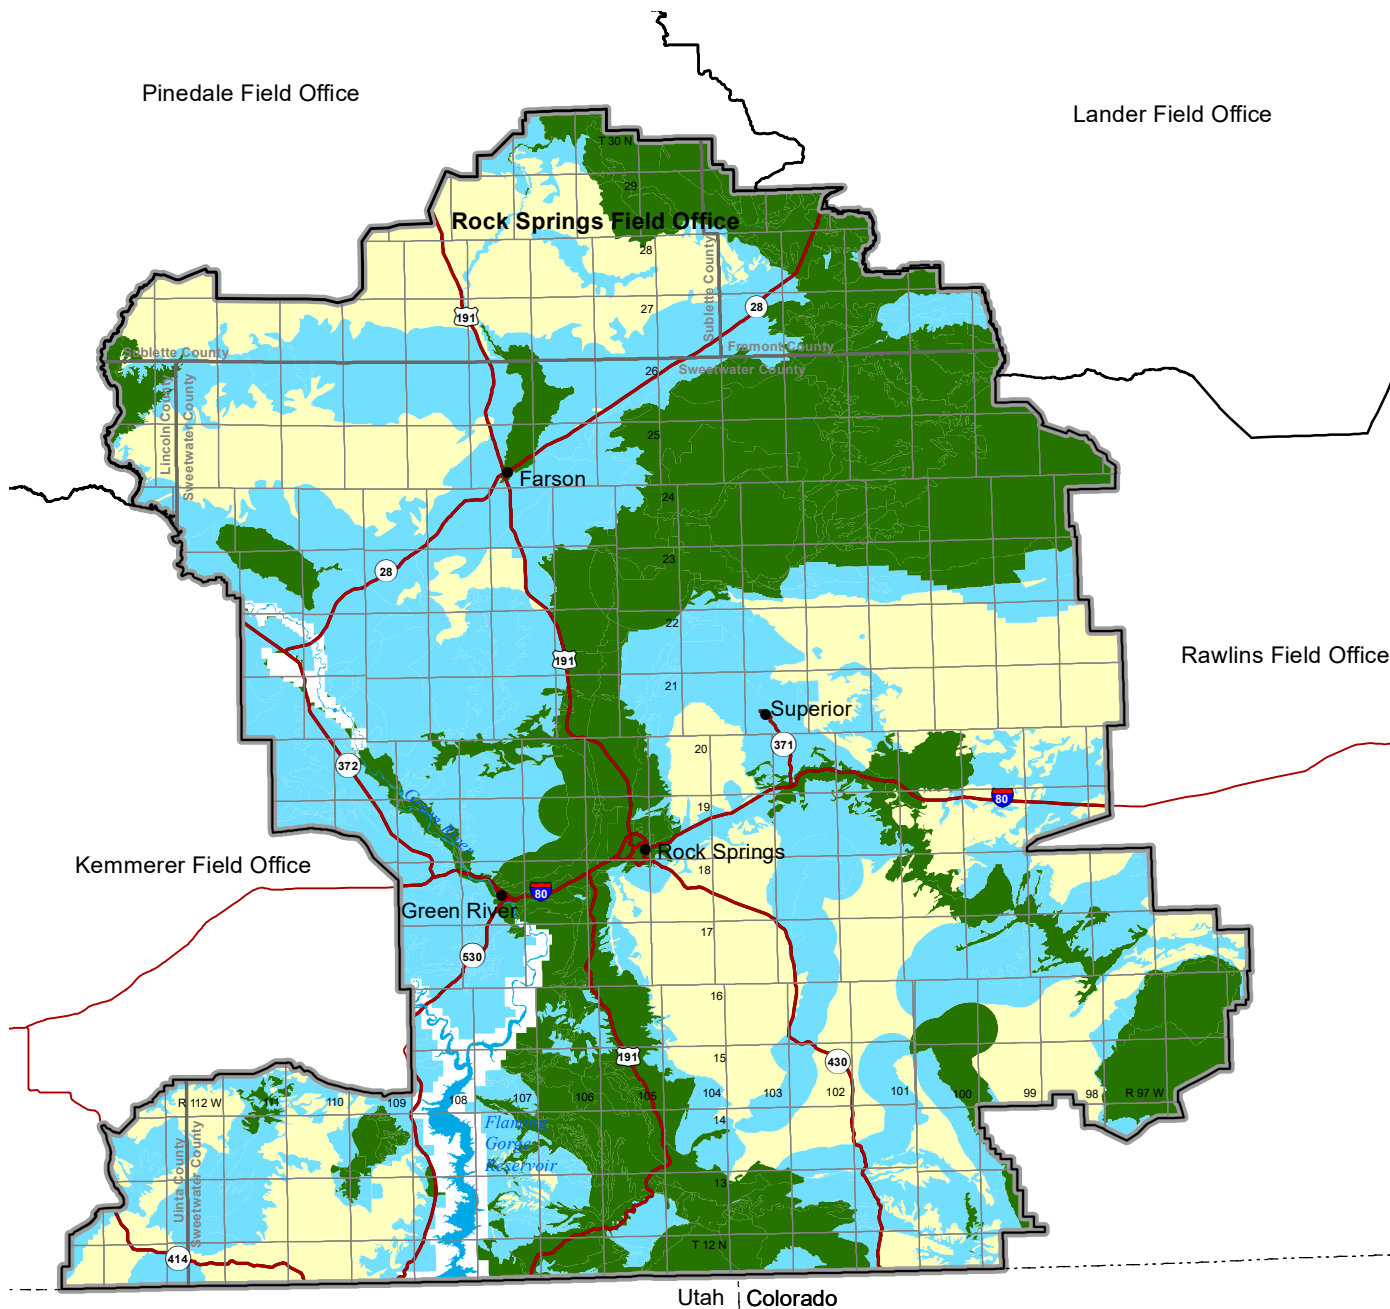 Pinedale Field Office
Lander Field Office
T 30 N
29
Rock Springs Field Office
28
Sublette County
27
28
191
Fremont County
Sublette County
Sweetwater County
26
Lincoln County
Sweetwater County
25
Farson
24
23
28
22
Rawlins Field Office
191
21
Superior
371
20
372
80
19
Green River
Rock Springs
Kemmerer Field Office
18
80
Green River
17
530
16
191
15
430
R 112 W
111
110
109
108
107
106
105
104
103
102
101
100
99
98
R 97 W
14
Flaming
Gorge
Reservoir
Uinta County
Sweetwater County
13
T 12 N
414
Utah
Colorado